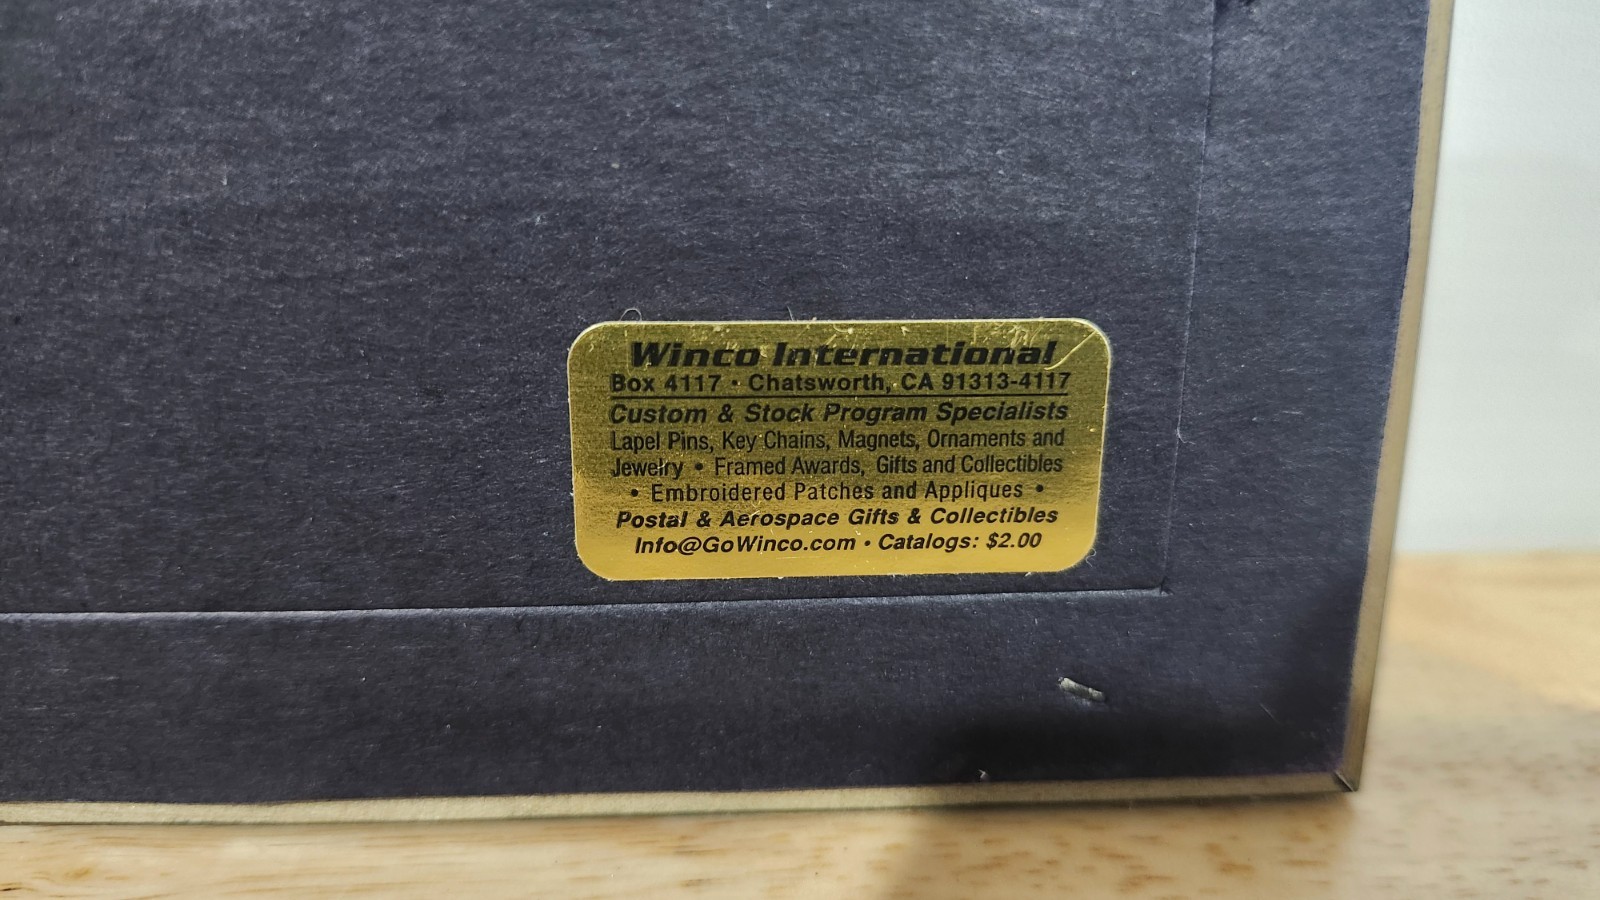 Winco International
Box 4117 • Chatsworth, CA 91313-4117
Custom & Stock Program Specialists
Lapel Pins, Key Chains, Magnets, Ornaments and
Jewelry • Framed Awards, Gifts and Collectibles
• Embroidered Patches and Appliques •
Postal & Aerospace Gifts & Collectibles
Info@GoWinco.com • Catalogs: $2.00